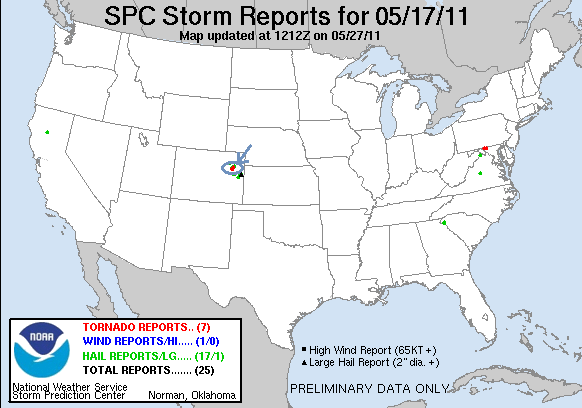 SPC Storm Reports for 05/17/11
Map updated at 1212Z on 05/27/11
TORNADO REPORTS.. (7)
WIND REPORTS/HI..... (1/0)
HAIL REPORTS/LG..... (17/1)
TOTAL REPORTS....... (25)
NOAA
National Weather Service
Storm Prediction Center Norman, Oklahoma
High Wind Report (65KT +)
Large Hail Report (2" dia. +)
PRELIMINARY DATA ONLY